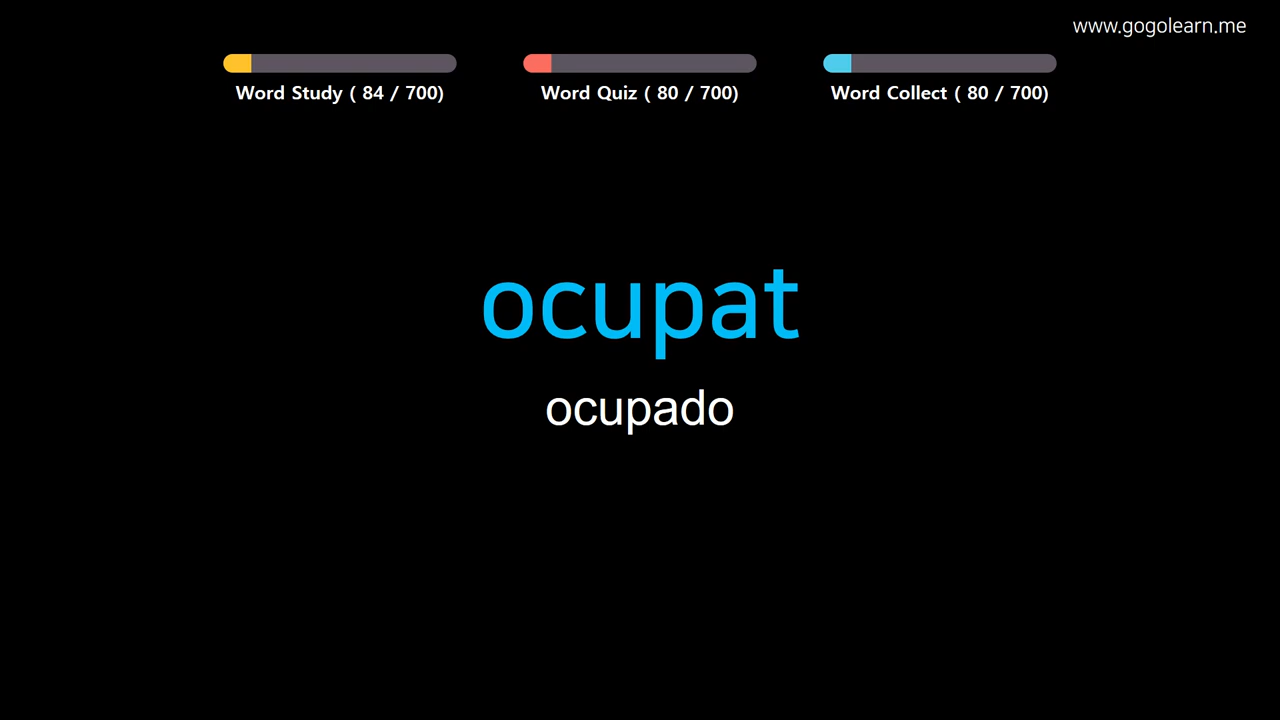 www.gogolearn.me
Word Study ( 84 / 700)
Word Quiz ( 80 / 700)
Word Collect ( 80 / 700)
ocupat
ocupado